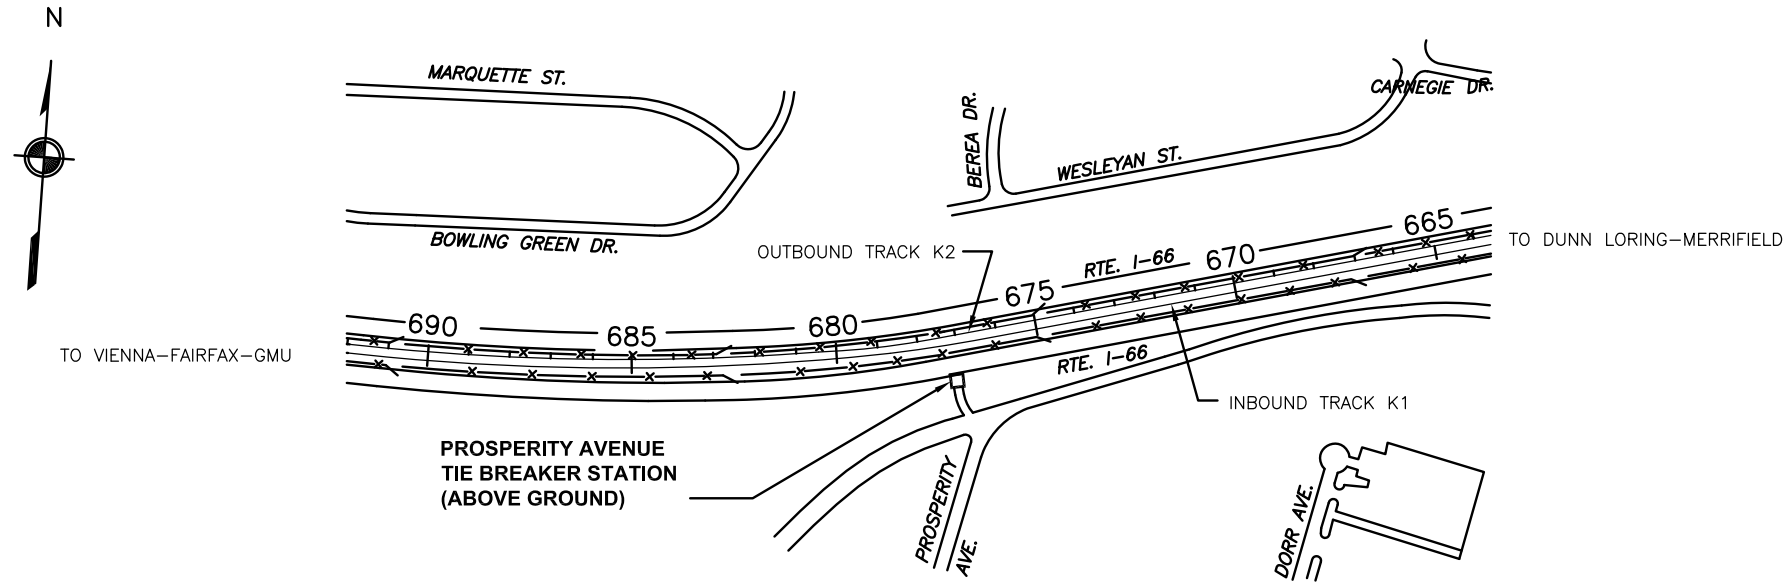 N
MARQUETTE ST.
CARNEGIE DR.
BEREA DR.
WESLEYAN ST.
BOWLING GREEN DR.
OUTBOUND TRACK K2
RTE. I-66
665
670
675
680
685
690
TO DUNN LORING-MERRIFIELD
TO VIENNA-FAIRFAX-GMU
RTE. I-66
INBOUND TRACK K1
PROSPERITY AVENUE
TIE BREAKER STATION
(ABOVE GROUND)
PROSPERITY
AVE.
DORR AVE.